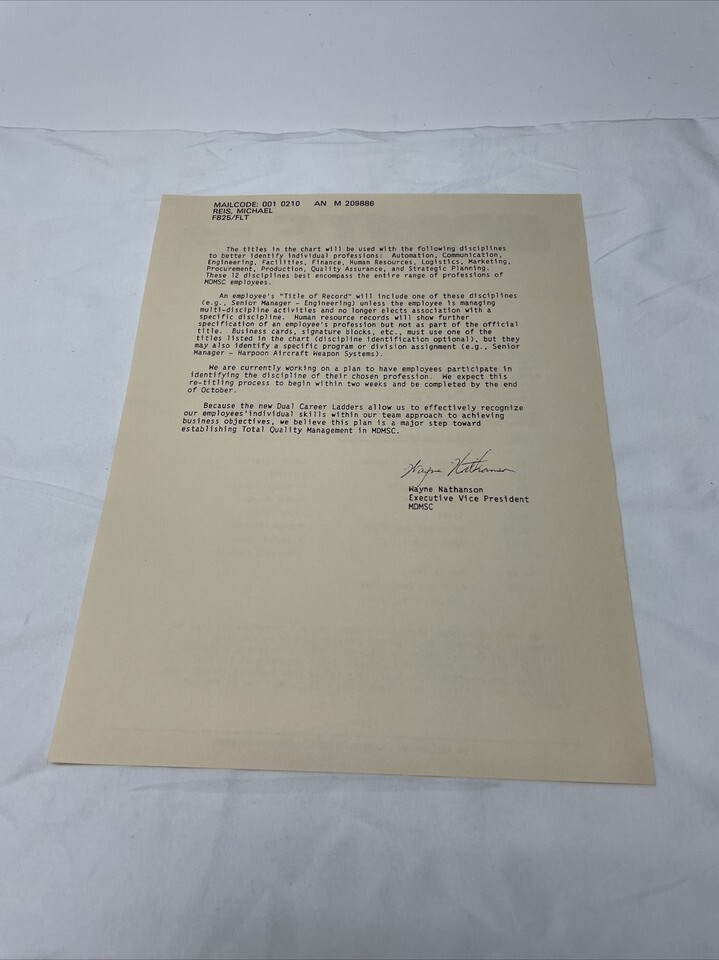 MAILCODE: 001 0210 AN M 209886
REIS, MICHAEL
F825/FLT
The titles in the chart will be used with the following disciplines
to better identify individual professions: Automation, Communication,
Engineering, Facilities, Finance, Human Resources, Logistics, Marketing,
Procurement, Production, Quality Assurance, and Strategic Planning.
These 12 disciplines best encompass the entire range of professions of
MDMSC employees.
An employee's "Title of Record" will include one of these disciplines
(e.g., Senior Manager - Engineering) unless the employee is managing
multi-discipline activities and no longer elects association with a
specific discipline. Human resource records will show further
specification of an employee's profession but not as part of the official
title. Business cards, signature blocks, etc., must use one of the
titles listed in the chart (discipline identification optional), but they
may also identify a specific program or division assignment (e.g., Senior
Manager - Harpoon Aircraft Weapon Systems).
We are currently working on a plan to have employees participate in
identifying the discipline of their chosen profession. We expect this
re-titling process to begin within two weeks and be completed by the end
of October.
Because the new Dual Career Ladders allow us to effectively recognize
our employees'individual skills within our team approach to achieving
business objectives, we believe this plan is a major step toward
establishing Total Quality Management in MDMSC.
Wayne Nathanson
Wayne Nathanson
Executive Vice President
MDMSC